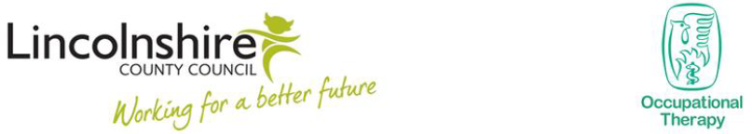 Lincolnshire
COUNTY COUNCIL
Working for a better future
Occupational
Therapy